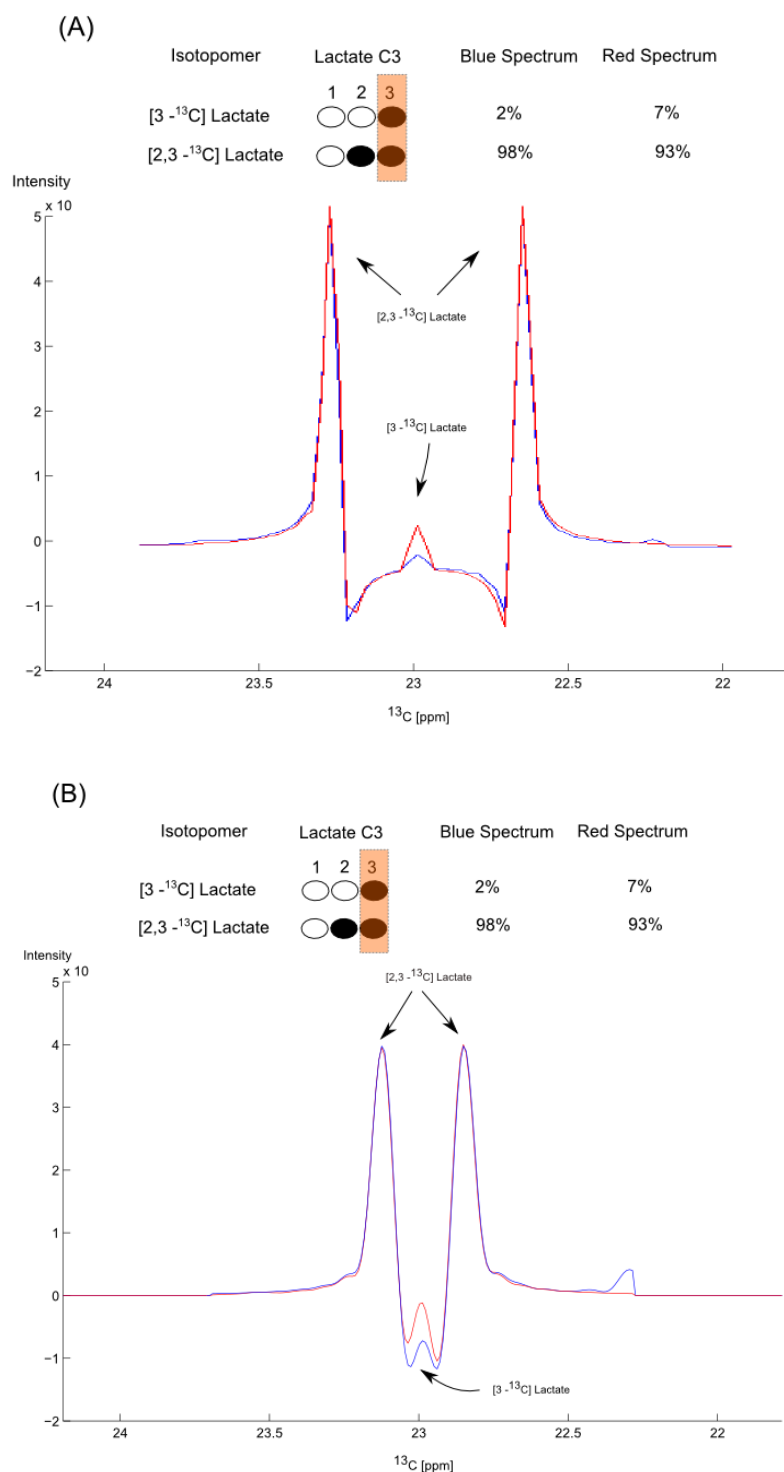 (A)
Isotopomer Lactate C3 Blue Spectrum Red Spectrum
1 2 3
[3 -13C] Lactate 2% 7%
[2,3 -13C] Lactate 98% 93%
Intensity
x 10
5
4
[2,3 -13C] Lactate
3
2
[3 -13C] Lactate
1
0
−1
−2
24 23.5 23 22.5 22
13C [ppm]
(B)
Isotopomer Lactate C3 Blue Spectrum Red Spectrum
1 2 3
[3 -13C] Lactate 2% 7%
[2,3 -13C] Lactate 98% 93%
Intensity
x 10
[2,3 -13C] Lactate
5
4
3
2
1
0
−1
[3 -13C] Lactate
−2
24 23.5 23 22.5 22
13C [ppm]